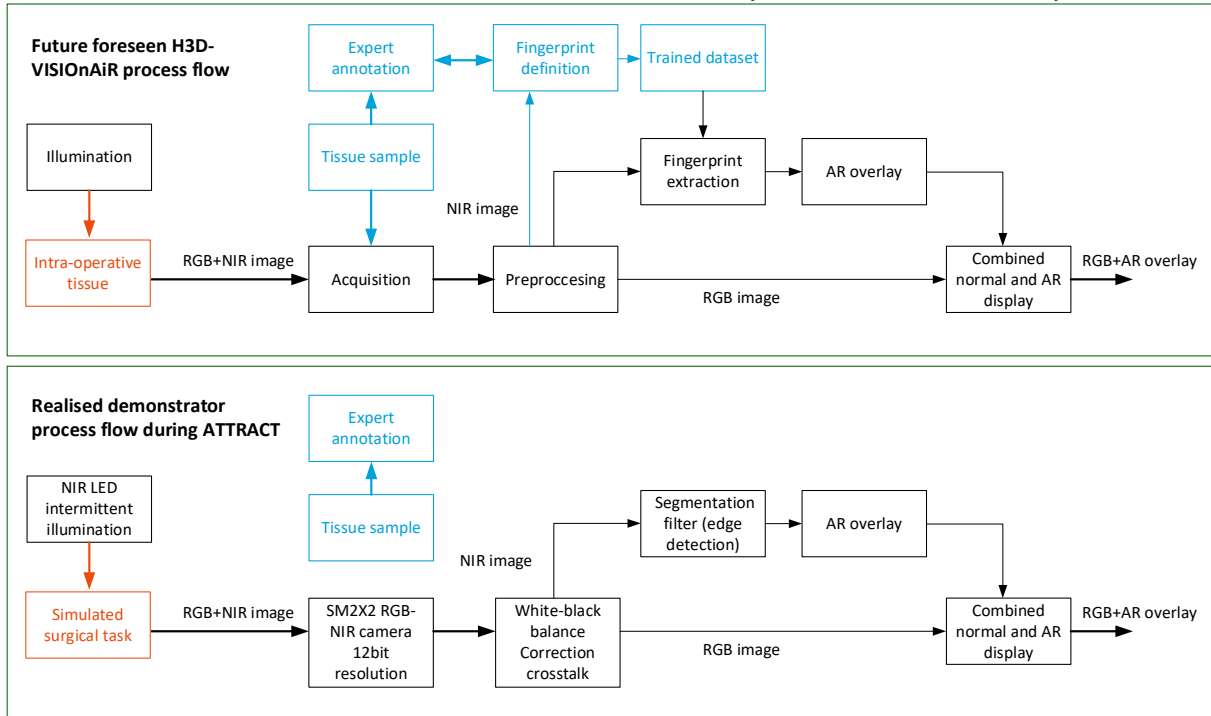 Future foreseen H3D-
VISIOnAiR process flow
Expert
annotation
Fingerprint
definition
Trained dataset
Illumination
Tissue sample
Fingerprint
extraction
AR overlay
NIR image
Intra-operative
tissue
RGB+NIR image
Acquisition
Preproccesing
RGB image
Combined
normal and AR
display
RGB+AR overlay
Realised demonstrator
process flow during ATTRACT
Expert
annotation
NIR LED
intermittent
illumination
Tissue sample
Segmentation
filter (edge
detection)
AR overlay
NIR image
Simulated
surgical task
RGB+NIR image
SM2X2 RGB-
NIR camera
12bit
resolution
White-black
balance
Correction
crosstalk
RGB image
Combined
normal and AR
display
RGB+AR overlay